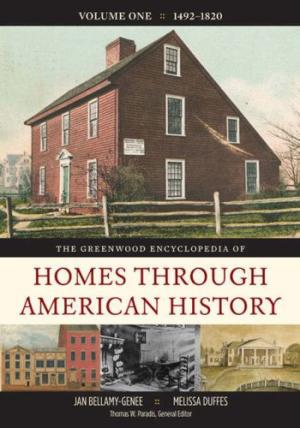 VOLUME ONE :: 1492–1820
THE GREENWOOD ENCYCLOPEDIA OF
HOMES THROUGH
AMERICAN HISTORY
JAN BELLAMY-GENEE :: MELISSA DUFFES
Thomas W. Paradis, General Editor